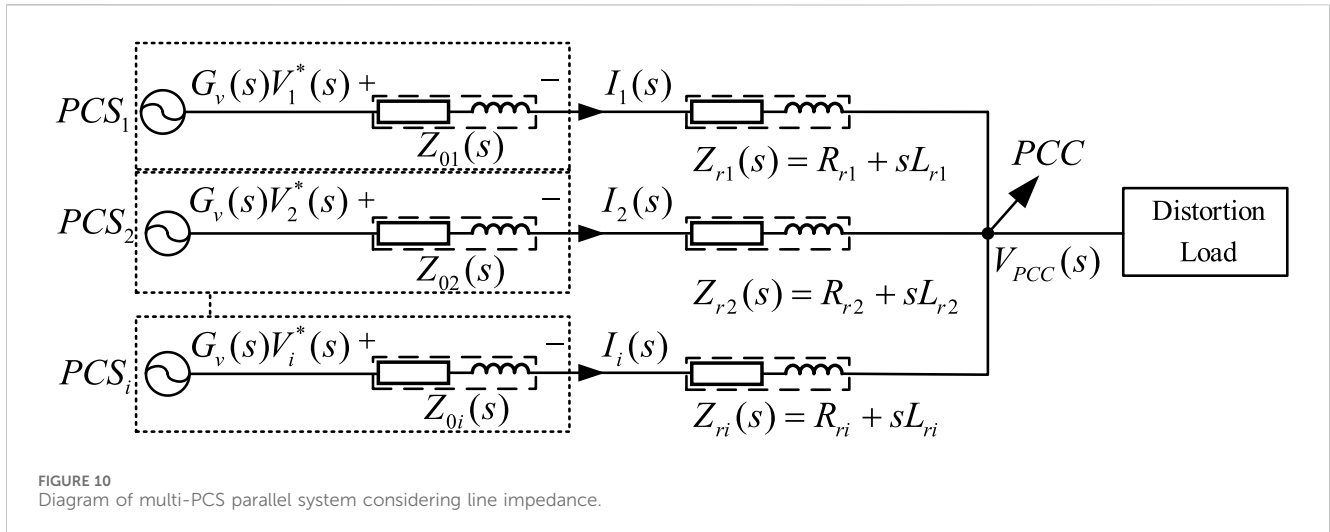 PCS₁
G_v(s)V₁*(s) + −
Z₀₁(s)
I₁(s)
Z_r1(s) = R_r1 + sL_r1
PCS₂
G_v(s)V₂*(s) + −
Z₀₂(s)
I₂(s)
Z_r2(s) = R_r2 + sL_r2
PCS_i
G_v(s)V_i*(s) + −
Z_0i(s)
I_i(s)
Z_ri(s) = R_ri + sL_ri
PCC
V_PCC(s)
Distortion
Load
FIGURE 10
Diagram of multi-PCS parallel system considering line impedance.